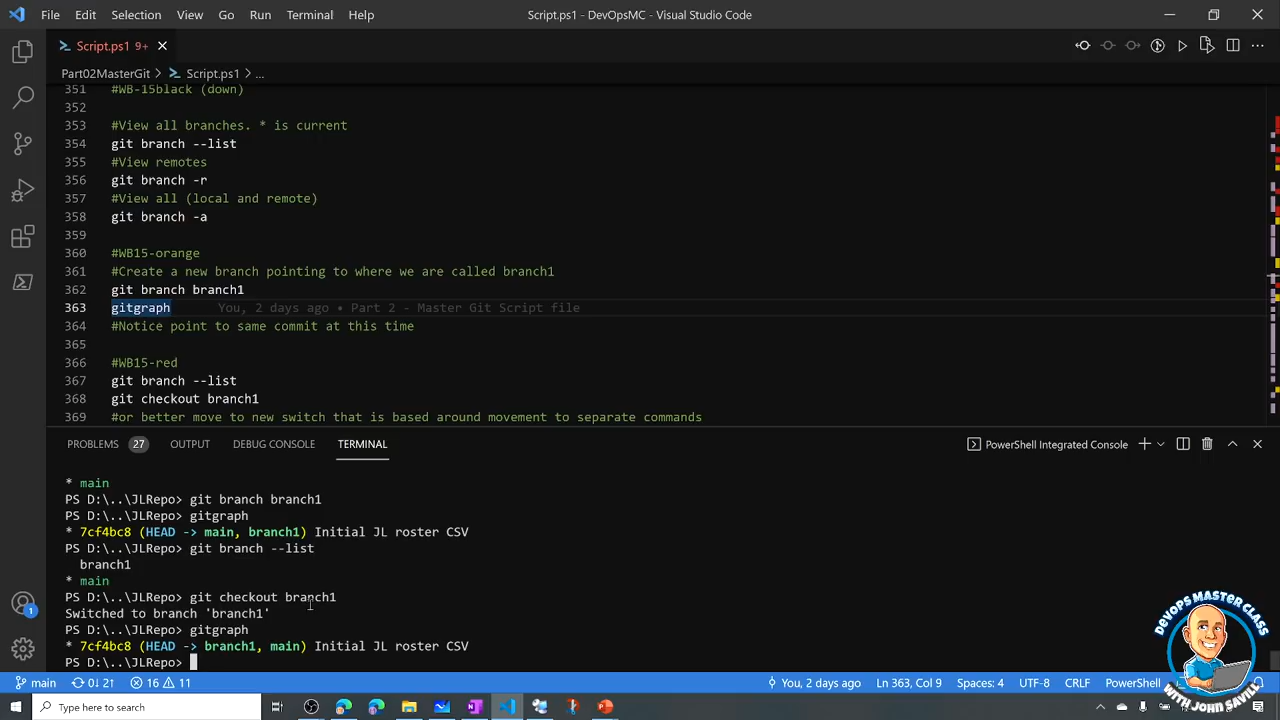 File Edit Selection View Go Run Terminal Help Script.ps1 - DevOpsMC - Visual Studio Code
Script.ps1 9+
Part02MasterGit > Script.ps1 > ...
351 #WB-15black (down)
352
353 #View all branches. * is current
354 git branch --list
355 #View remotes
356 git branch -r
357 #View all (local and remote)
358 git branch -a
359
360 #WB15-orange
361 #Create a new branch pointing to where we are called branch1
362 git branch branch1
363 gitgraph You, 2 days ago • Part 2 - Master Git Script file
364 #Notice point to same commit at this time
365
366 #WB15-red
367 git branch --list
368 git checkout branch1
369 #or better move to new switch that is based around movement to separate commands
PROBLEMS 27 OUTPUT DEBUG CONSOLE TERMINAL PowerShell Integrated Console
* main
PS D:\..\JLRepo> git branch branch1
PS D:\..\JLRepo> gitgraph
* 7cf4bc8 (HEAD -> main, branch1) Initial JL roster CSV
PS D:\..\JLRepo> git branch --list
branch1
* main
PS D:\..\JLRepo> git checkout branch1
Switched to branch 'branch1'
PS D:\..\JLRepo> gitgraph
* 7cf4bc8 (HEAD -> branch1, main) Initial JL roster CSV
PS D:\..\JLRepo>
1
main 0↓ 2↑ 16 11 You, 2 days ago Ln 363, Col 9 Spaces: 4 UTF-8 CRLF PowerShell
Type here to search
DEVOPS MASTER CLASS
WITH JOHN SAVILL